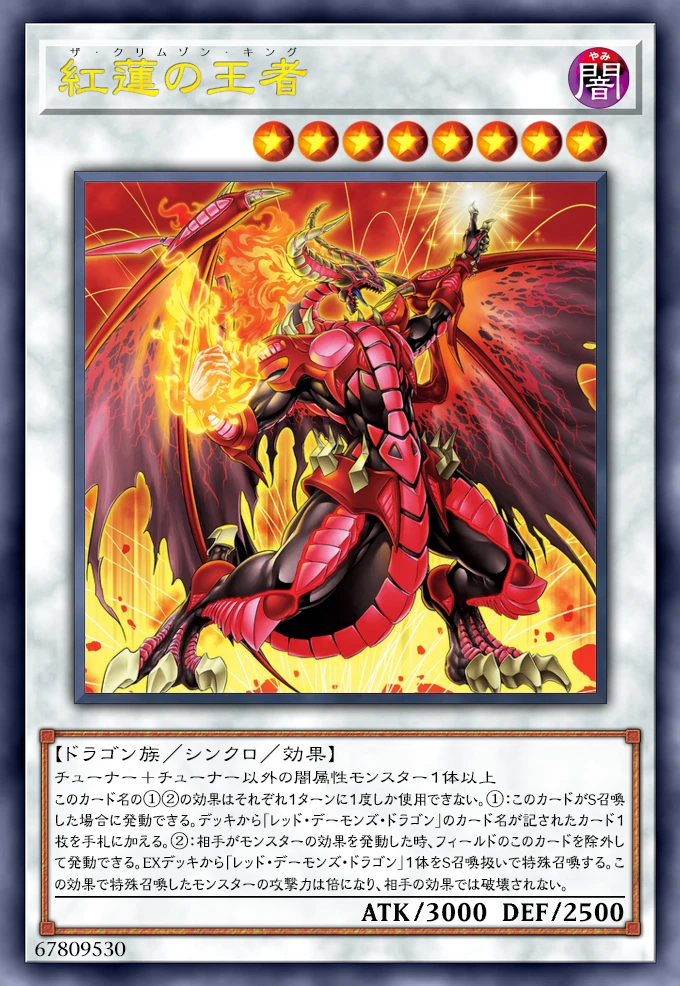 ザ・クリムゾン・キング
紅蓮の王者
やみ
闇
【ドラゴン族／シンクロ／効果】
チューナー＋チューナー以外の闇属性モンスター1体以上
このカード名の①②の効果はそれぞれ1ターンに1度しか使用できない。①：このカードがS召喚
した場合に発動できる。デッキから「レッド・デーモンズ・ドラゴン」のカード名が記されたカード1
枚を手札に加える。②：相手がモンスターの効果を発動した時、フィールドのこのカードを除外し
て発動できる。EXデッキから「レッド・デーモンズ・ドラゴン」1体をS召喚扱いで特殊召喚する。こ
の効果で特殊召喚したモンスターの攻撃力は倍になり、相手の効果では破壊されない。
ATK/3000 DEF/2500
67809530